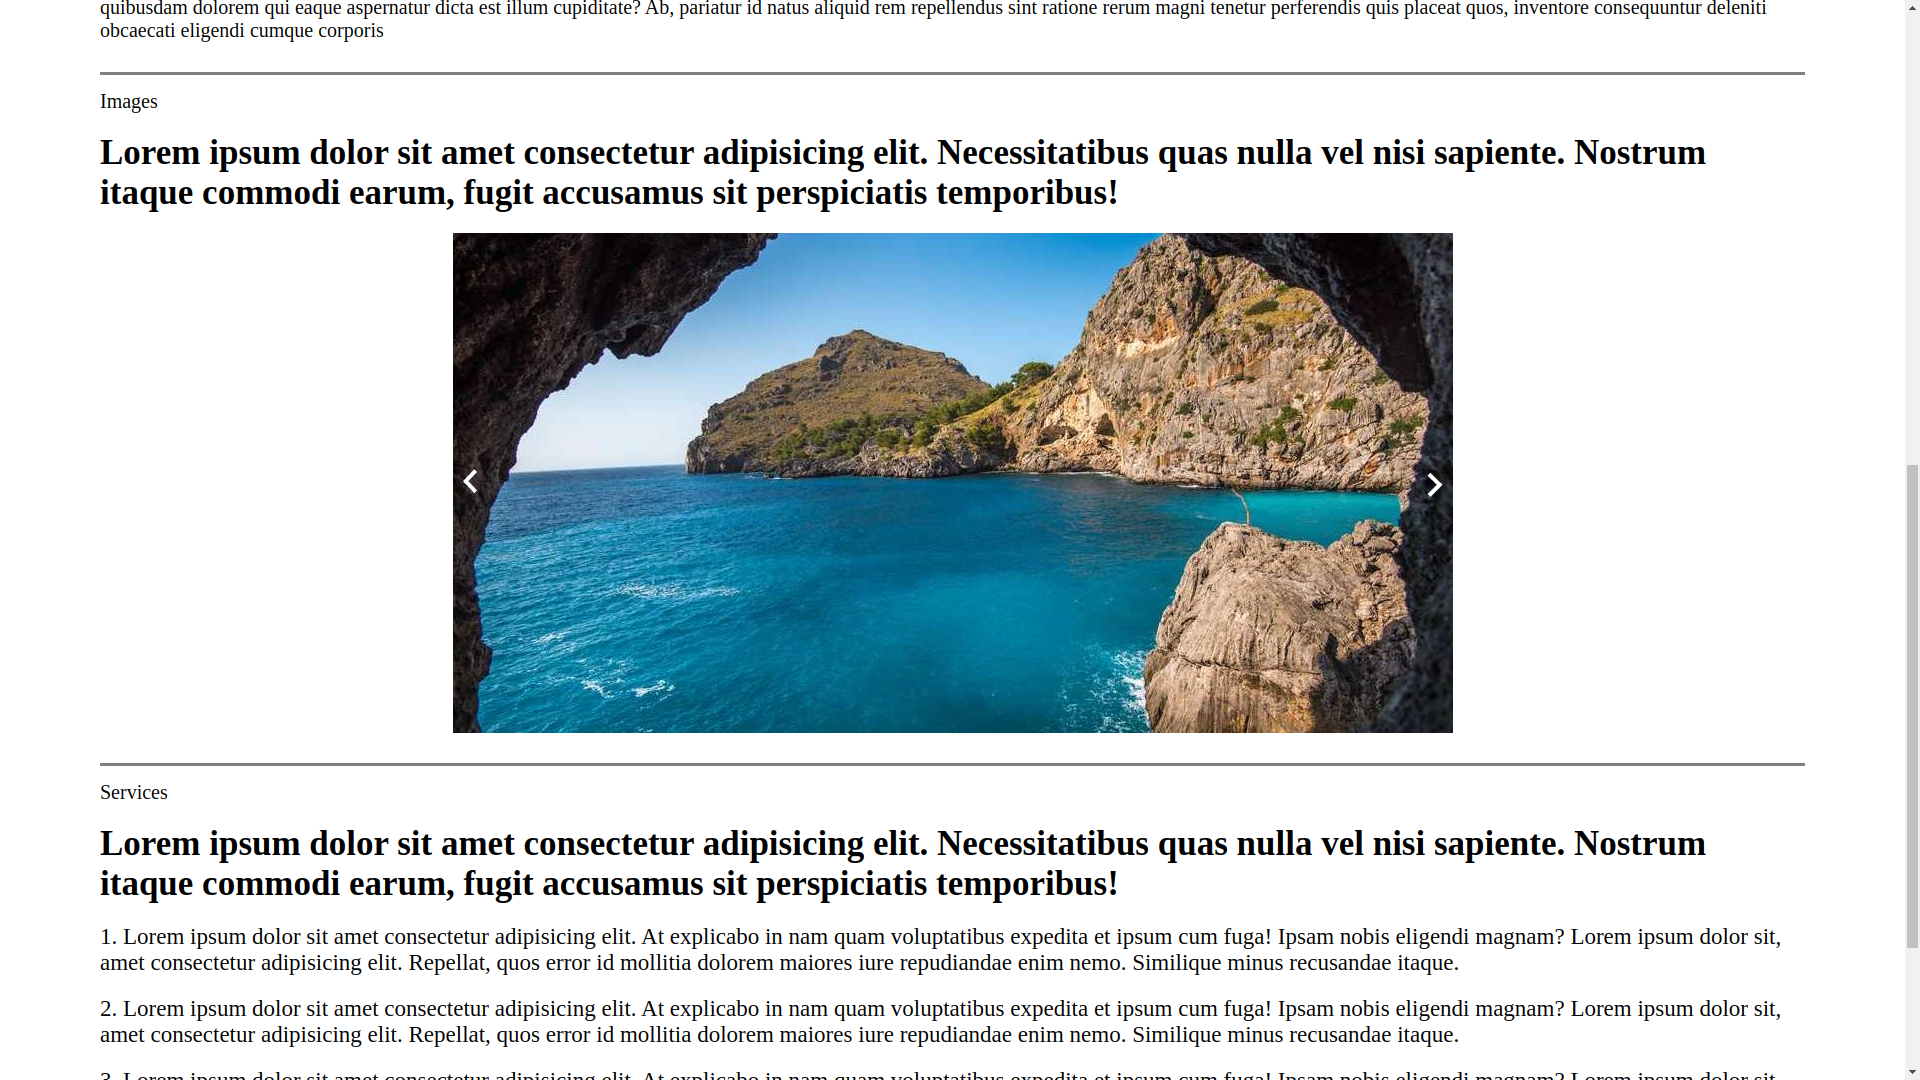 quibusdam dolorem qui eaque aspernatur dicta est illum cupiditate? Ab, pariatur id natus aliquid rem repellendus sint ratione rerum magni tenetur perferendis quis placeat quos, inventore consequuntur deleniti
obcaecati eligendi cumque corporis
Images
Lorem ipsum dolor sit amet consectetur adipisicing elit. Necessitatibus quas nulla vel nisi sapiente. Nostrum
itaque commodi earum, fugit accusamus sit perspiciatis temporibus!
Services
Lorem ipsum dolor sit amet consectetur adipisicing elit. Necessitatibus quas nulla vel nisi sapiente. Nostrum
itaque commodi earum, fugit accusamus sit perspiciatis temporibus!
1. Lorem ipsum dolor sit amet consectetur adipisicing elit. At explicabo in nam quam voluptatibus expedita et ipsum cum fuga! Ipsam nobis eligendi magnam? Lorem ipsum dolor sit,
amet consectetur adipisicing elit. Repellat, quos error id mollitia dolorem maiores iure repudiandae enim nemo. Similique minus recusandae itaque.
2. Lorem ipsum dolor sit amet consectetur adipisicing elit. At explicabo in nam quam voluptatibus expedita et ipsum cum fuga! Ipsam nobis eligendi magnam? Lorem ipsum dolor sit,
amet consectetur adipisicing elit. Repellat, quos error id mollitia dolorem maiores iure repudiandae enim nemo. Similique minus recusandae itaque.
3. Lorem ipsum dolor sit amet consectetur adipisicing elit. At explicabo in nam quam voluptatibus expedita et ipsum cum fuga! Ipsam nobis eligendi magnam? Lorem ipsum dolor sit,